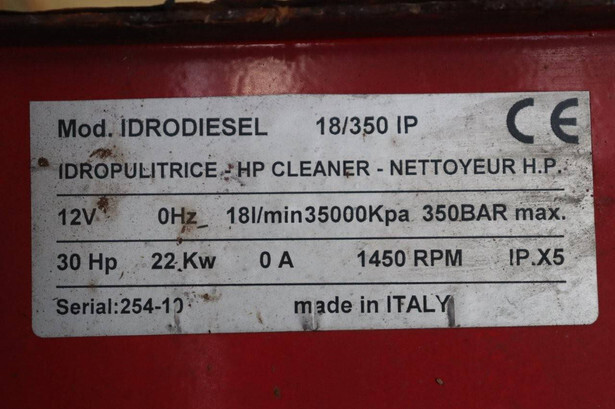 Mod. IDRODIESEL 18/350 IP CE
IDROPULITRICE - HP CLEANER - NETTOYEUR H.P.
12V 0Hz 18l/min 35000Kpa 350BAR max.
30 Hp 22 Kw 0 A 1450 RPM IP.X5
Serial:254-10 made in ITALY